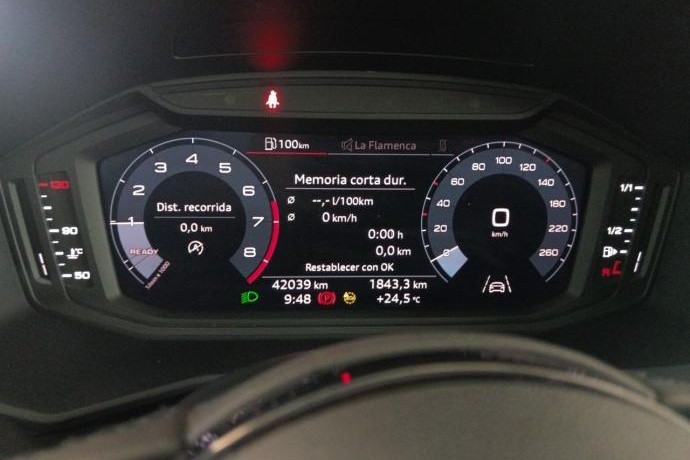 100km
La Flamenca
Memoria corta dur.
Ø --,- l/100km
Ø 0 km/h
0:00 h
0,0 km
Restablecer con OK
Dist. recorrida
0,0 km
1 2 3 4 5 6 7 8
READY
0 20 40 60 80 100 120 140 180 220 260
0
km/h
130
90
°C
50
1/1
1/2
R
42039 km
1843,3 km
9:48
(P)
+24,5 °C